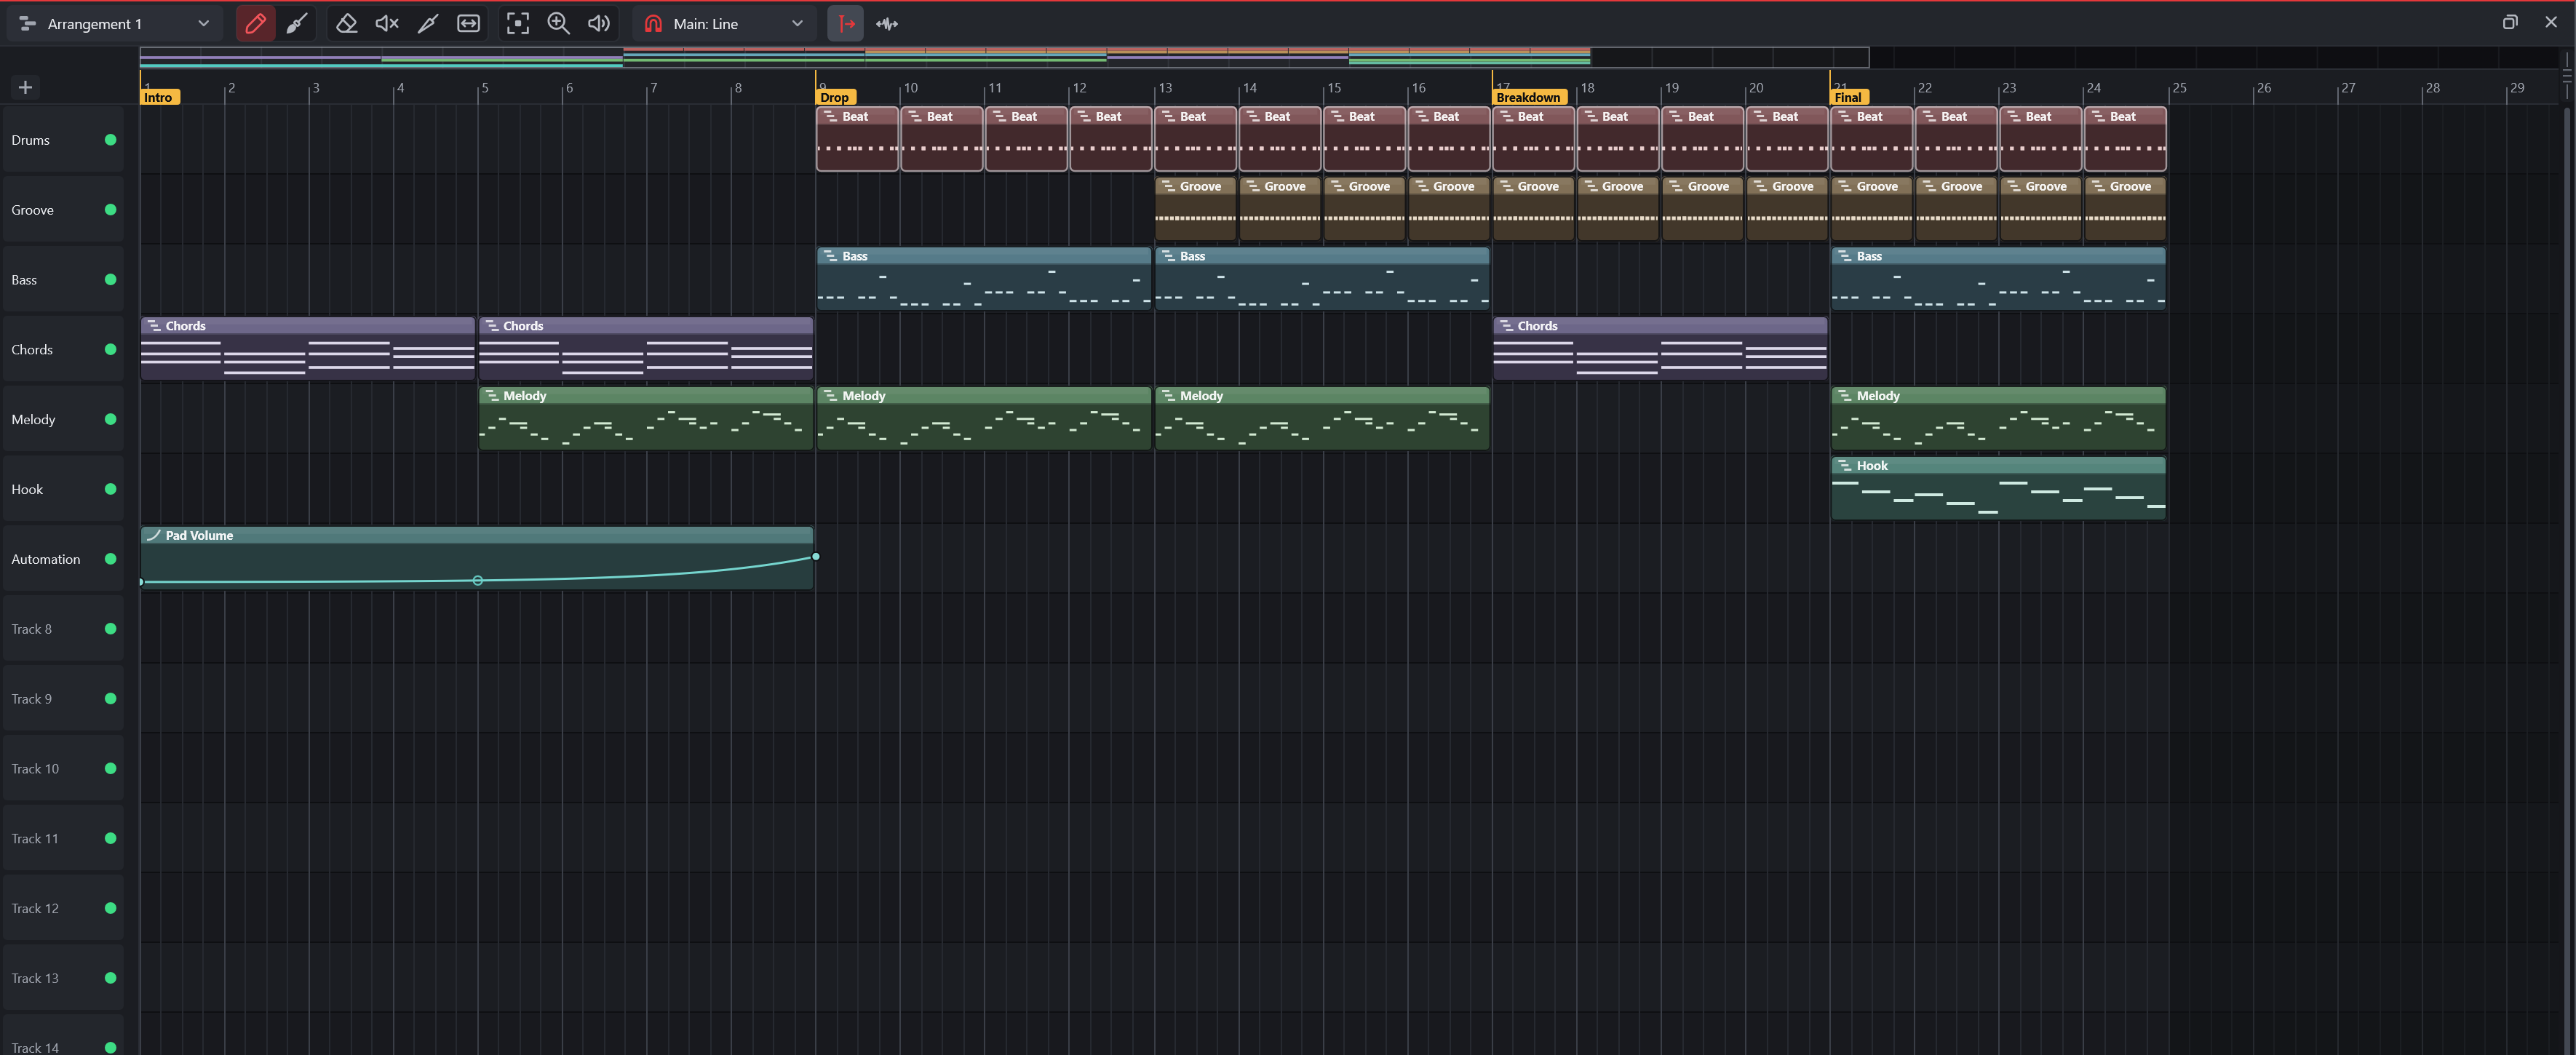 Arrangement 1
Main: Line
1 2 3 4 5 6 7 8 9 10 11 12 13 14 15 16 17 18 19 20 21 22 23 24 25 26 27 28 29
Intro Drop Breakdown Final
Drums Beat Beat Beat Beat Beat Beat Beat Beat Beat Beat Beat Beat Beat Beat Beat Beat
Groove Groove Groove Groove Groove Groove Groove Groove Groove Groove Groove Groove Groove
Bass Bass Bass Bass
Chords Chords Chords Chords
Melody Melody Melody Melody Melody
Hook Hook
Automation Pad Volume
Track 8
Track 9
Track 10
Track 11
Track 12
Track 13
Track 14